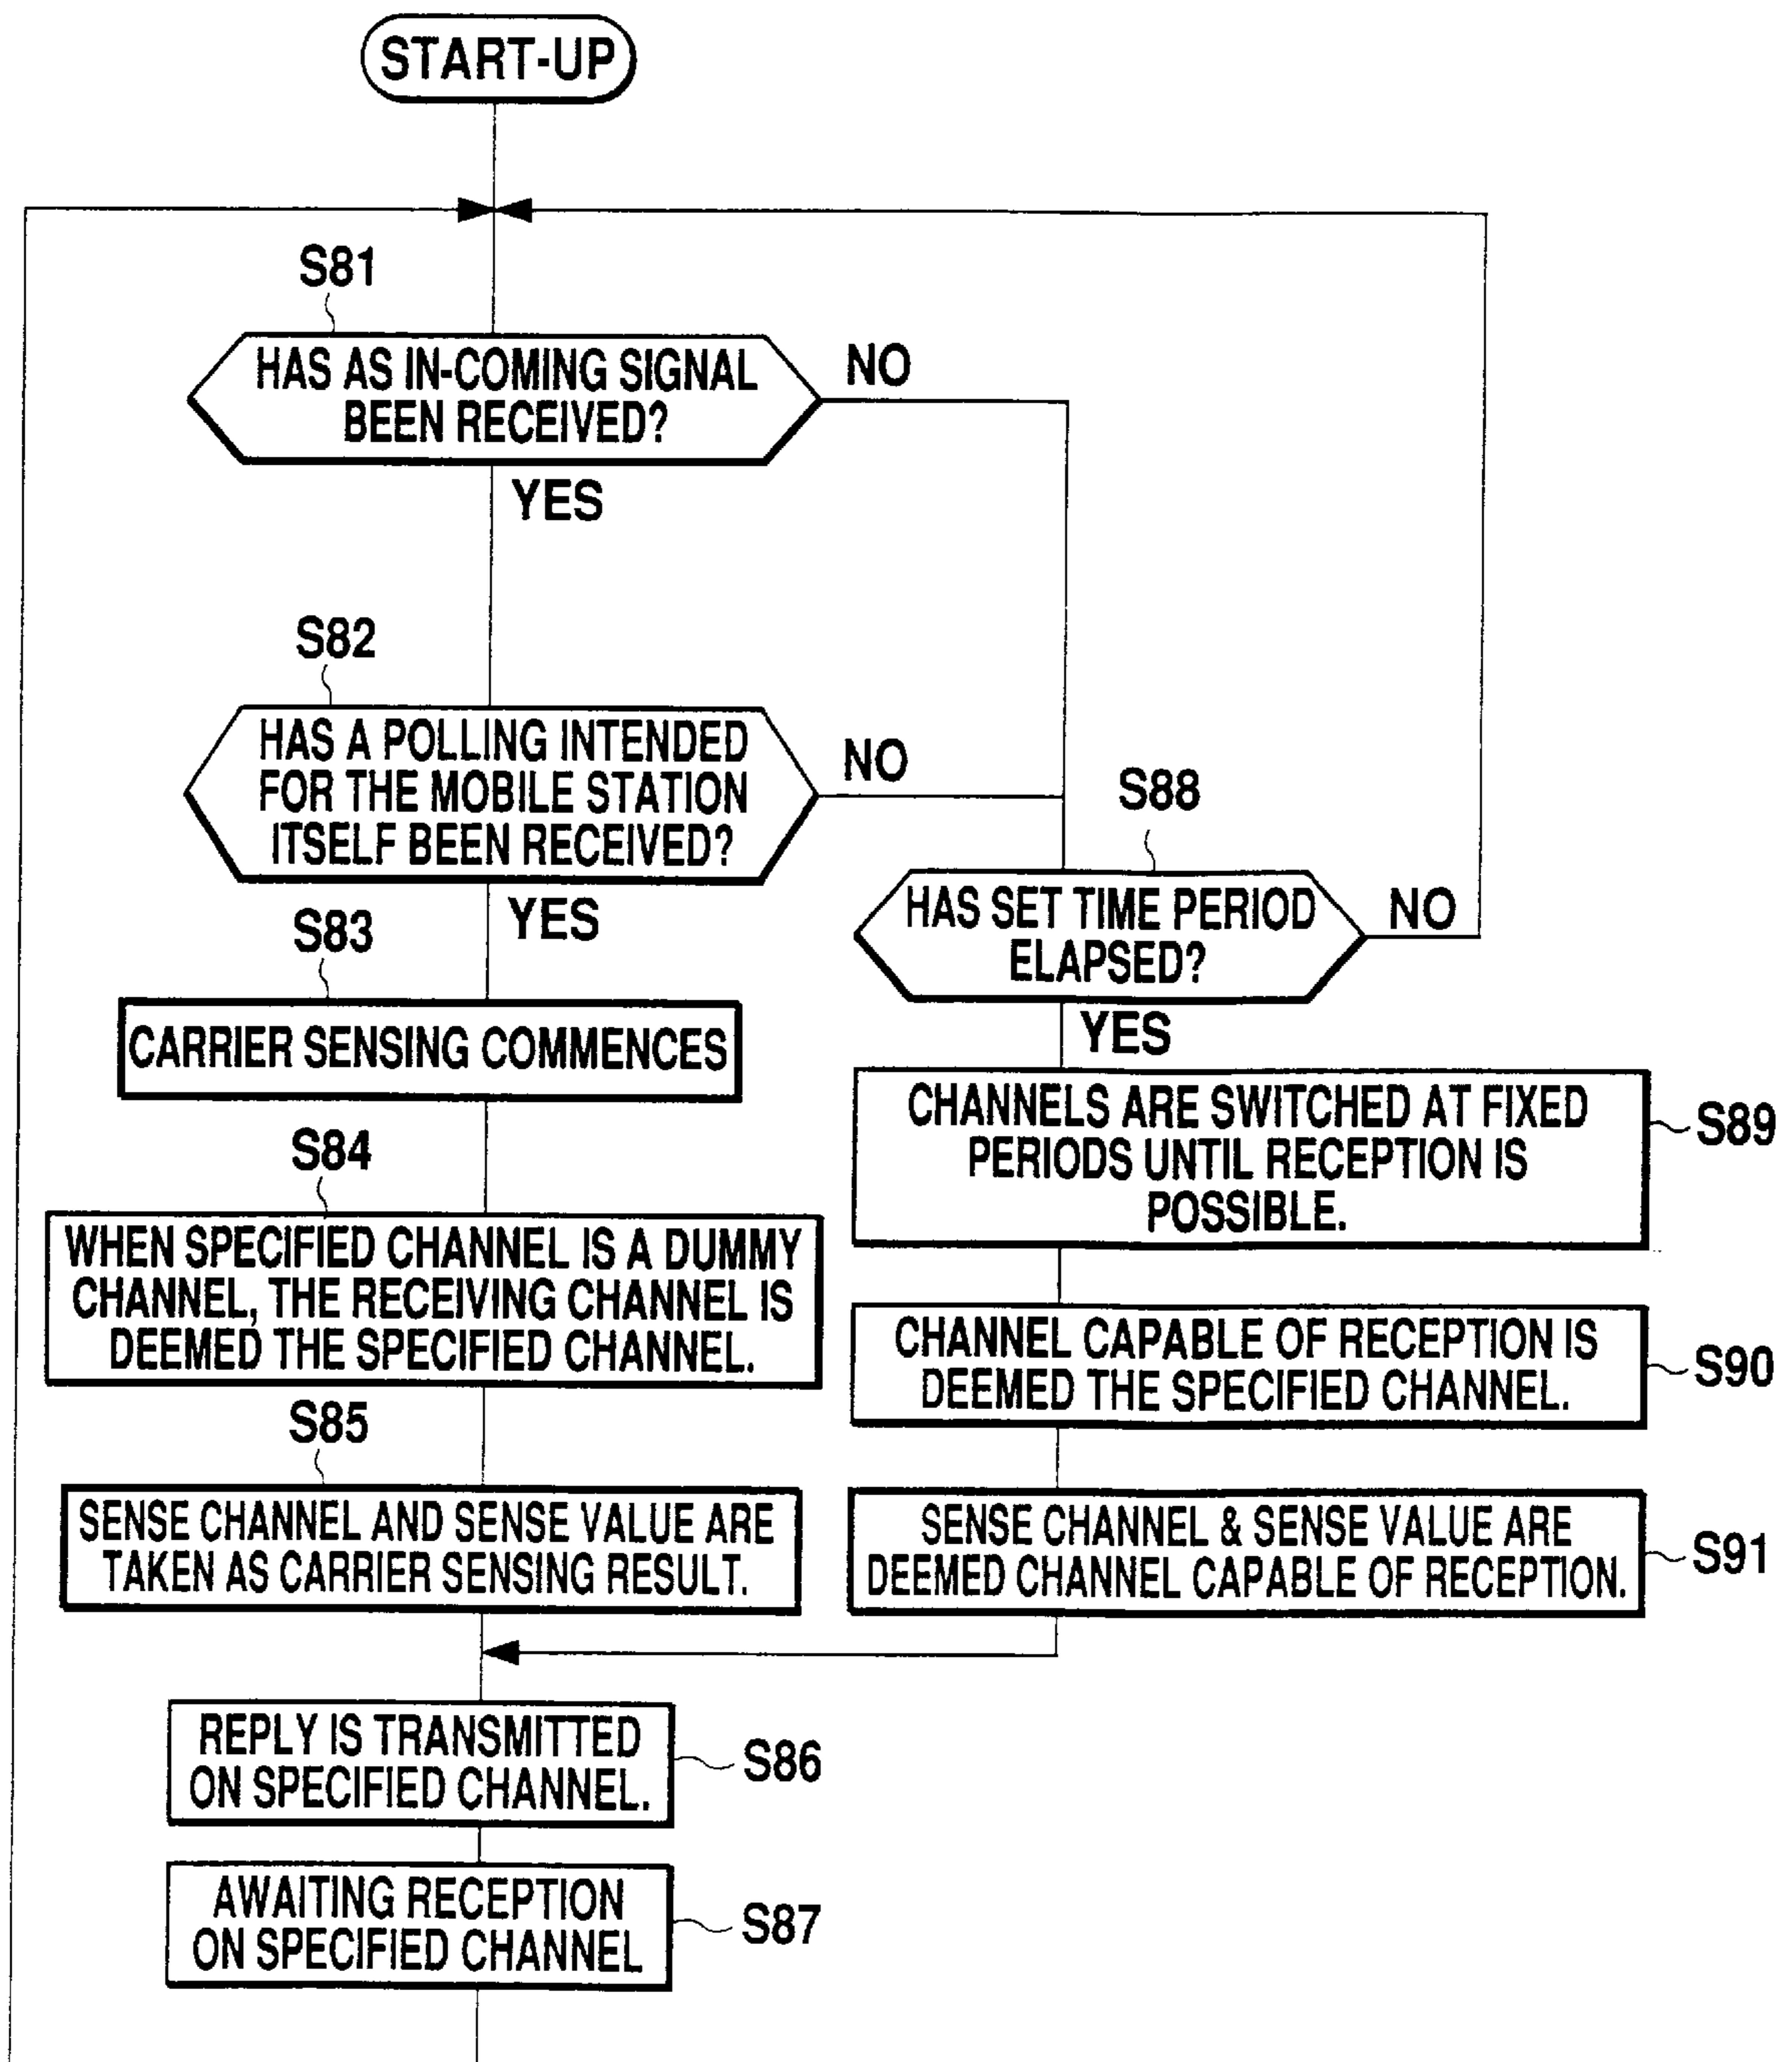 START-UP
S81
HAS AS IN-COMING SIGNAL
BEEN RECEIVED?
NO
YES
S82
HAS A POLLING INTENDED
FOR THE MOBILE STATION
ITSELF BEEN RECEIVED?
NO
YES
S88
HAS SET TIME PERIOD
ELAPSED?
NO
YES
S83
CARRIER SENSING COMMENCES
S84
WHEN SPECIFIED CHANNEL IS A DUMMY
CHANNEL, THE RECEIVING CHANNEL IS
DEEMED THE SPECIFIED CHANNEL.
S85
SENSE CHANNEL AND SENSE VALUE ARE
TAKEN AS CARRIER SENSING RESULT.
CHANNELS ARE SWITCHED AT FIXED
PERIODS UNTIL RECEPTION IS
POSSIBLE.
S89
CHANNEL CAPABLE OF RECEPTION IS
DEEMED THE SPECIFIED CHANNEL.
S90
SENSE CHANNEL & SENSE VALUE ARE
DEEMED CHANNEL CAPABLE OF RECEPTION.
S91
REPLY IS TRANSMITTED
ON SPECIFIED CHANNEL.
S86
AWAITING RECEPTION
ON SPECIFIED CHANNEL
S87